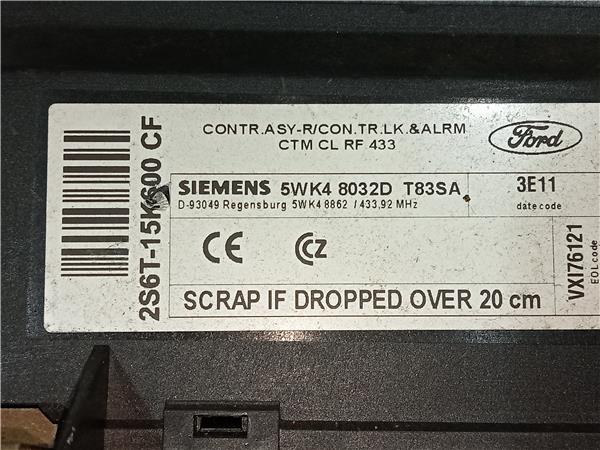 2S6T-15K600 CF
CONTR.ASY-R/CON.TR.LK.&ALRM
CTM CL RF 433
Ford
SIEMENS 5WK4 8032D T83SA
D-93049 Regensburg 5WK4 8862 / 433,92 MHz
3E11
date code
CE CZ
VXI76121
EOL code
SCRAP IF DROPPED OVER 20 cm